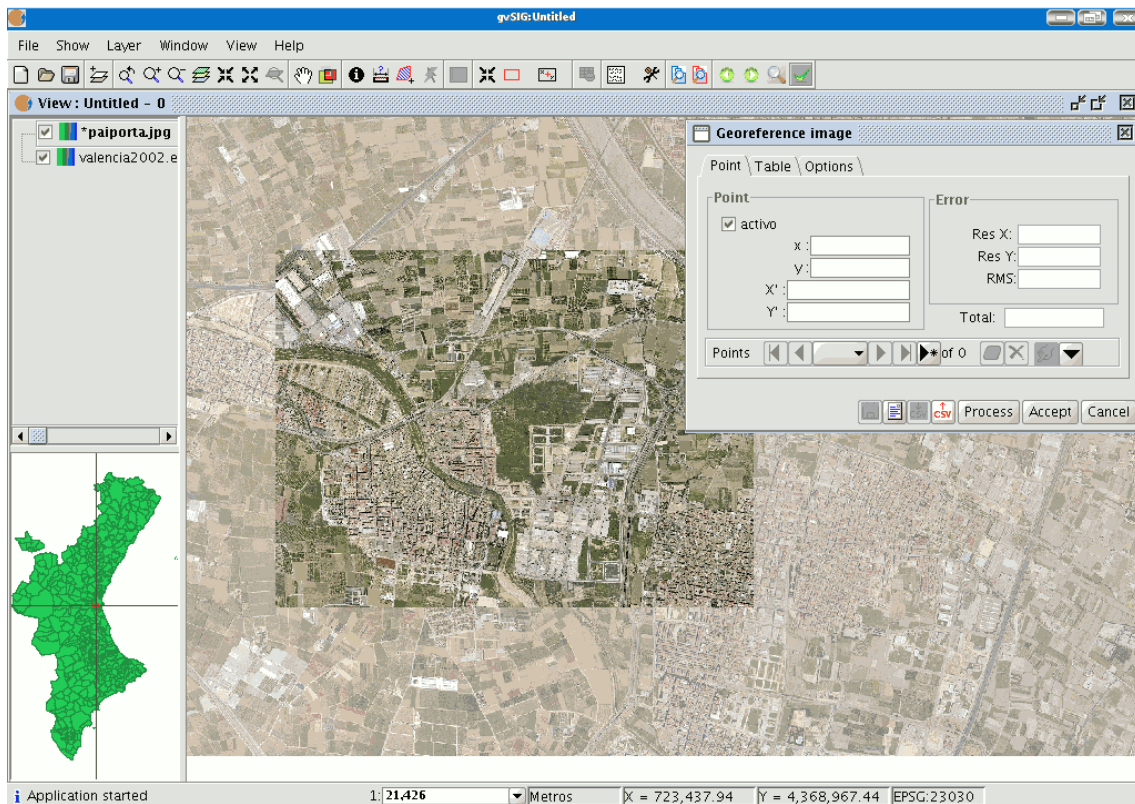 gvSIG:Untitled
File Show Layer Window View Help
View : Untitled - 0
*paiporta.jpg
valencia2002.e
Georeference image
Point Table Options
Point
activo
x :
y:
X' :
Y' :
Error
Res X:
Res Y:
RMS:
Total:
Points of 0
CSV CSV Process Accept Cancel
Application started 1: 21,426 Metros X = 723,437.94 Y = 4,368,967.44 EPSG:23030